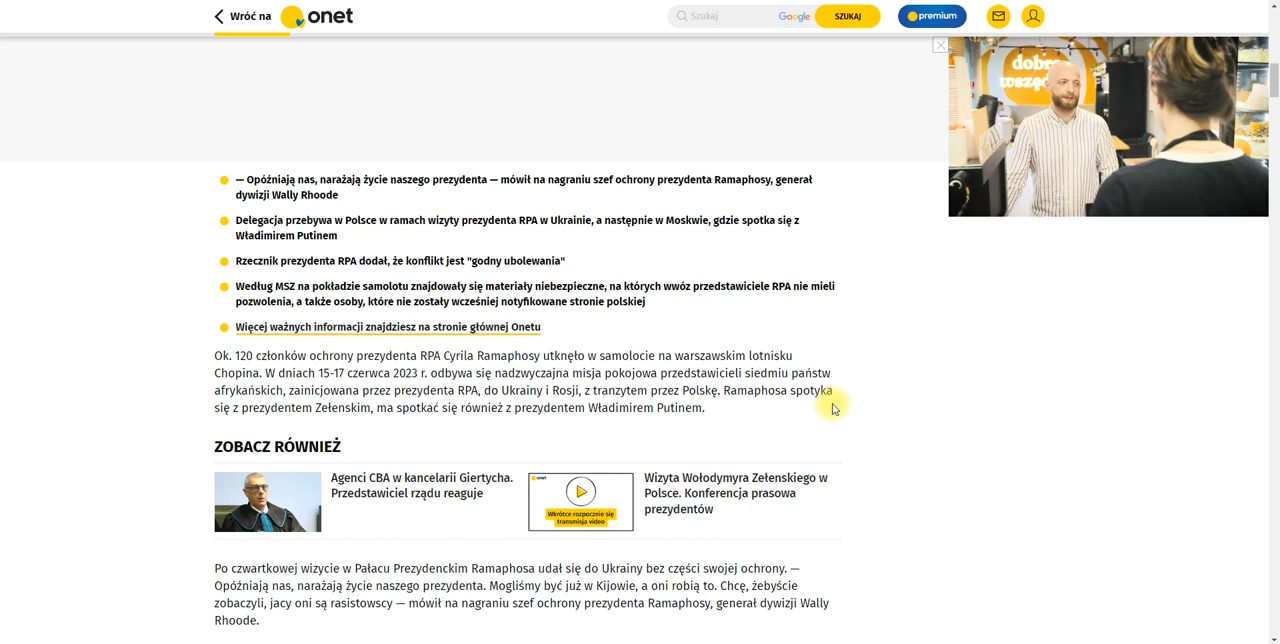 Wróć na onet
Szukaj Google SZUKAJ premium
dobrze
wszędzie
— Opóźniają nas, narażają życie naszego prezydenta — mówił na nagraniu szef ochrony prezydenta Ramaphosy, generał
dywizji Wally Rhoode
Delegacja przebywa w Polsce w ramach wizyty prezydenta RPA w Ukrainie, a następnie w Moskwie, gdzie spotka się z
Władimirem Putinem
Rzecznik prezydenta RPA dodał, że konflikt jest "godny ubolewania"
Według MSZ na pokładzie samolotu znajdowały się materiały niebezpieczne, na których wwóz przedstawiciele RPA nie mieli
pozwolenia, a także osoby, które nie zostały wcześniej notyfikowane stronie polskiej
Więcej ważnych informacji znajdziesz na stronie głównej Onetu
Ok. 120 członków ochrony prezydenta RPA Cyrila Ramaphosy utknęło w samolocie na warszawskim lotnisku
Chopina. W dniach 15-17 czerwca 2023 r. odbywa się nadzwyczajna misja pokojowa przedstawicieli siedmiu państw
afrykańskich, zainicjowana przez prezydenta RPA, do Ukrainy i Rosji, z tranzytem przez Polskę. Ramaphosa spotyka
się z prezydentem Zełenskim, ma spotkać się również z prezydentem Władimirem Putinem.
ZOBACZ RÓWNIEŻ
Agenci CBA w kancelarii Giertycha.
Przedstawiciel rządu reaguje
onet
Wkrótce rozpocznie się
transmisja video
Wizyta Wołodymyra Zełenskiego w
Polsce. Konferencja prasowa
prezydentów
Po czwartkowej wizycie w Pałacu Prezydenckim Ramaphosa udał się do Ukrainy bez części swojej ochrony. —
Opóźniają nas, narażają życie naszego prezydenta. Mogliśmy być już w Kijowie, a oni robią to. Chcę, żebyście
zobaczyli, jacy oni są rasistowscy — mówił na nagraniu szef ochrony prezydenta Ramaphosy, generał dywizji Wally
Rhoode.